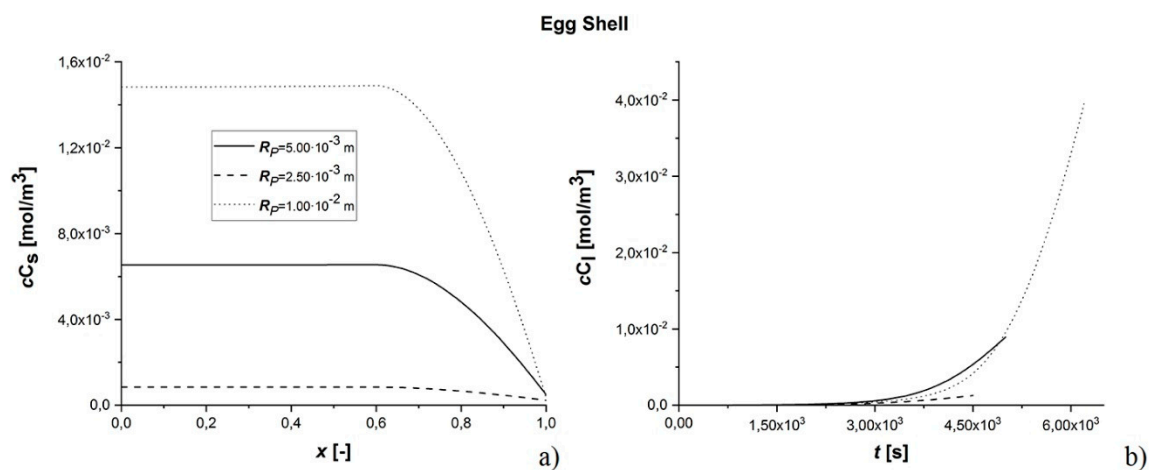 Egg Shell
1,6x10⁻²
1,2x10⁻²
8,0x10⁻³
4,0x10⁻³
0,0
cCₛ [mol/m³]
R_P=5.00·10⁻³ m
R_P=2.50·10⁻³ m
R_P=1.00·10⁻² m
0,0 0,2 0,4 0,6 0,8 1,0
x [-]
a)
4,0x10⁻²
3,0x10⁻²
2,0x10⁻²
1,0x10⁻²
0,0
cCₗ [mol/m³]
0,00 1,50x10³ 3,00x10³ 4,50x10³ 6,00x10³
t [s]
b)